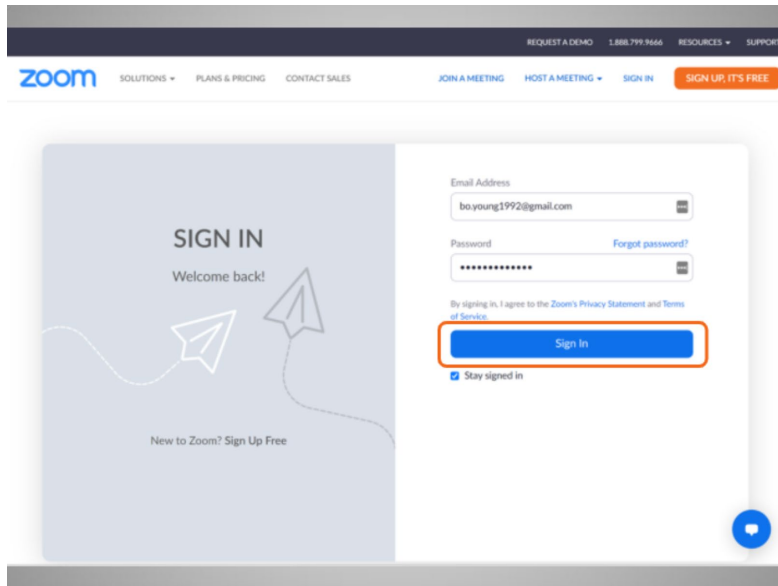 REQUEST A DEMO 1.888.799.9666 RESOURCES SUPPORT
zoom SOLUTIONS PLANS & PRICING CONTACT SALES JOIN A MEETING HOST A MEETING SIGN IN SIGN UP, IT'S FREE
SIGN IN
Welcome back!
New to Zoom? Sign Up Free
Email Address
bo.young1992@gmail.com
Password Forgot password?
•••••••••••••
By signing in, I agree to the Zoom's Privacy Statement and Terms
of Service.
Sign In
Stay signed in